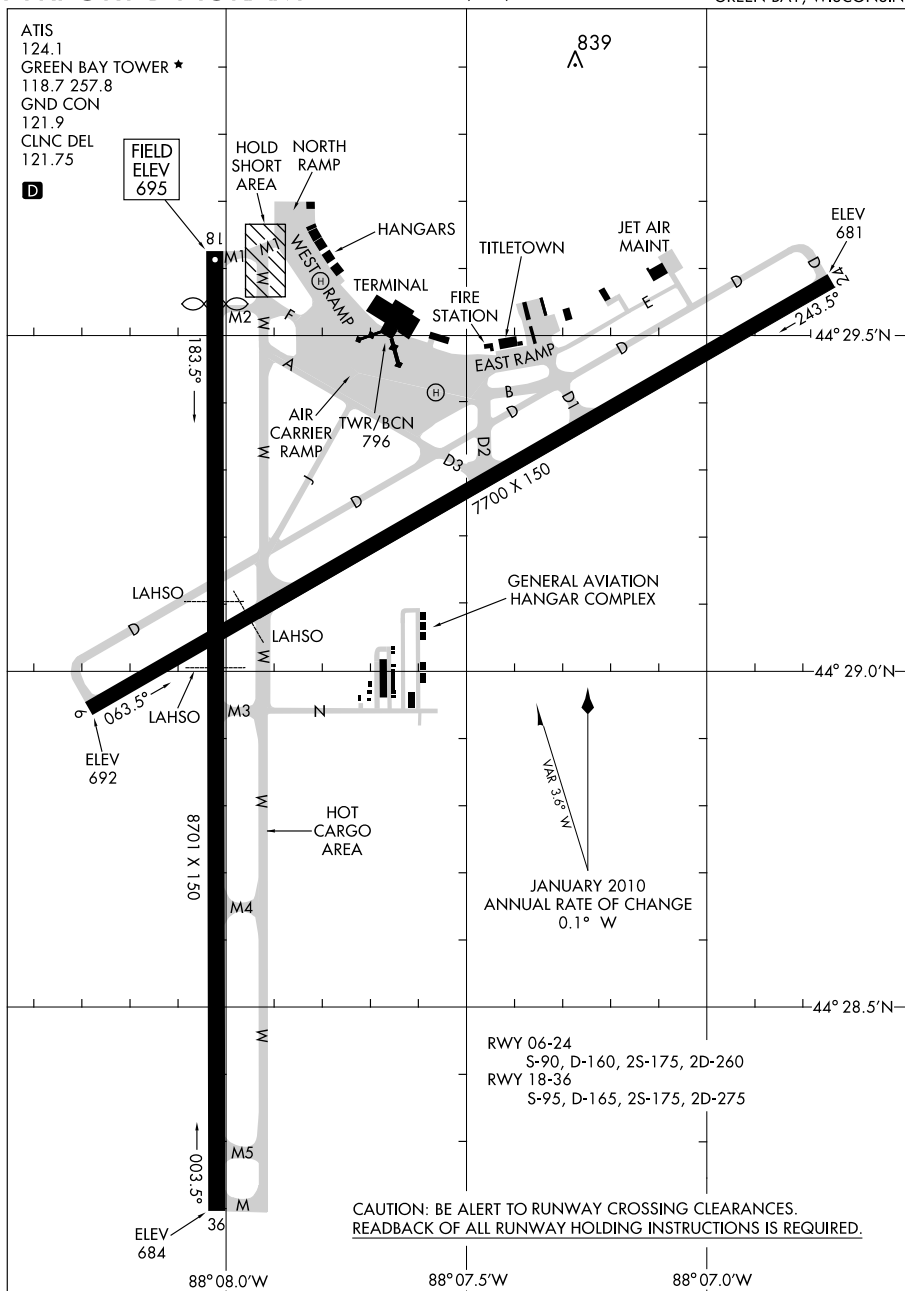 GREEN BAY, WISCONSIN
ATIS
124.1
GREEN BAY TOWER ★
118.7 257.8
GND CON
121.9
CLNC DEL
121.75
D
FIELD
ELEV
695
HOLD
SHORT
AREA
NORTH
RAMP
839
HANGARS
WEST RAMP
H
TERMINAL
FIRE
STATION
TITLETOWN
JET AIR
MAINT
ELEV
681
18
M1
M1
M
M2
M
F
A
24
D
D
E
D
243.5°
44° 29.5'N
183.5°
EAST RAMP
H
B
D
D1
AIR
CARRIER
RAMP
TWR/BCN
796
M
D2
D3
J
D
7700 X 150
LAHSO
D
LAHSO
GENERAL AVIATION
HANGAR COMPLEX
M
44° 29.0'N
063.5°
6
LAHSO
M3
N
ELEV
692
VAR 3.6° W
M
HOT
CARGO
AREA
8701 X 150
JANUARY 2010
ANNUAL RATE OF CHANGE
0.1° W
M4
44° 28.5'N
M
RWY 06-24
S-90, D-160, 2S-175, 2D-260
RWY 18-36
S-95, D-165, 2S-175, 2D-275
M5
003.5°
M
36
ELEV
684
CAUTION: BE ALERT TO RUNWAY CROSSING CLEARANCES.
READBACK OF ALL RUNWAY HOLDING INSTRUCTIONS IS REQUIRED.
88° 08.0'W
88° 07.5'W
88° 07.0'W